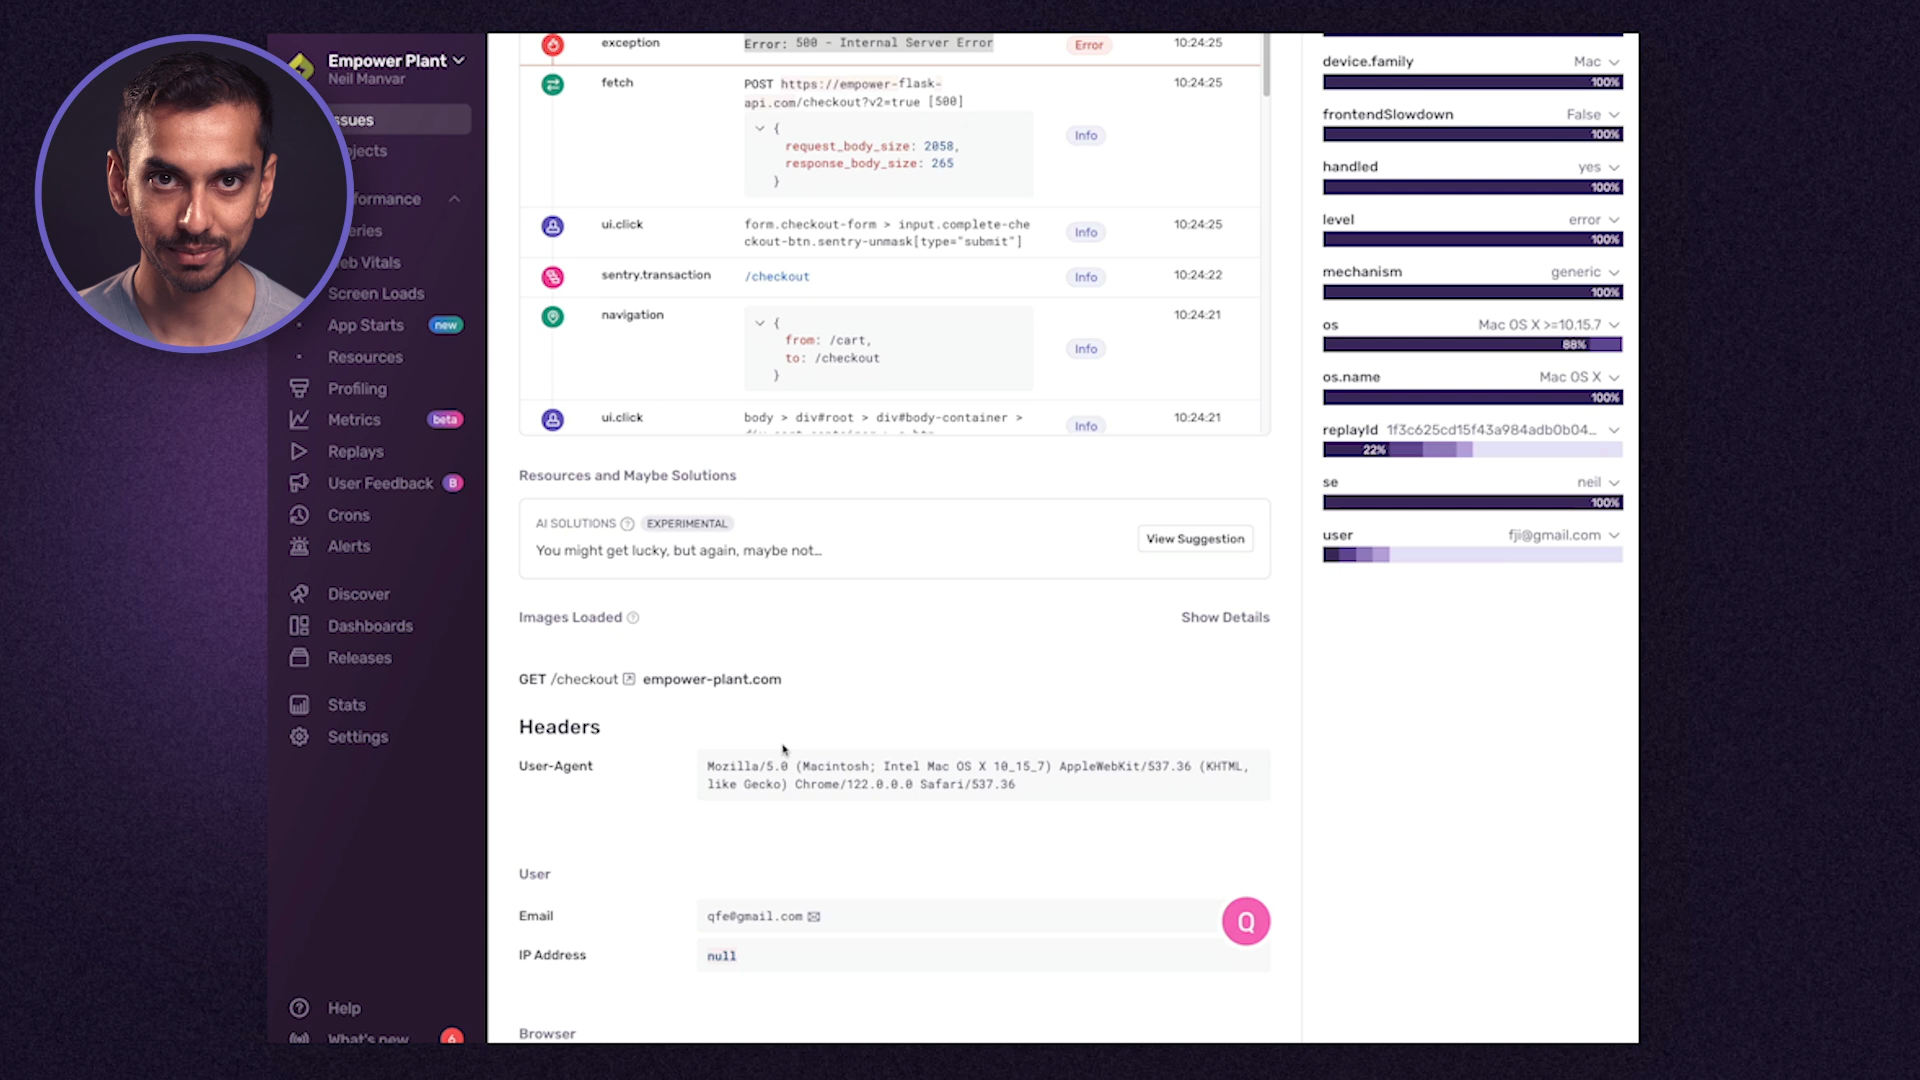 Empower Plant
Neil Manvar
ssues
ojects
formance
eries
eb Vitals
Screen Loads
App Starts new
Resources
Profiling
Metrics beta
Replays
User Feedback B
Crons
Alerts
Discover
Dashboards
Releases
Stats
Settings
Help
What's new 6
exception Error: 500 - Internal Server Error Error 10:24:25
fetch POST https://empower-flask- 10:24:25
api.com/checkout?v2=true [500]
{
request_body_size: 2058,
response_body_size: 265
}
Info
ui.click form.checkout-form > input.complete-che 10:24:25
ckout-btn.sentry-unmask[type="submit"]
Info
sentry.transaction /checkout Info 10:24:22
navigation 10:24:21
{
from: /cart,
to: /checkout
}
Info
ui.click body > div#root > div#body-container > Info 10:24:21
Resources and Maybe Solutions
AI SOLUTIONS ? EXPERIMENTAL
You might get lucky, but again, maybe not...
View Suggestion
Images Loaded ? Show Details
GET /checkout empower-plant.com
Headers
User-Agent Mozilla/5.0 (Macintosh; Intel Mac OS X 10_15_7) AppleWebKit/537.36 (KHTML,
like Gecko) Chrome/122.0.0.0 Safari/537.36
User
Email qfe@gmail.com
Q
IP Address null
Browser
device.family Mac
100%
frontendSlowdown False
100%
handled yes
100%
level error
100%
mechanism generic
100%
os Mac OS X >=10.15.7
88%
os.name Mac OS X
100%
replayId 1f3c625cd15f43a984adb0b04...
22%
se neil
100%
user fji@gmail.com